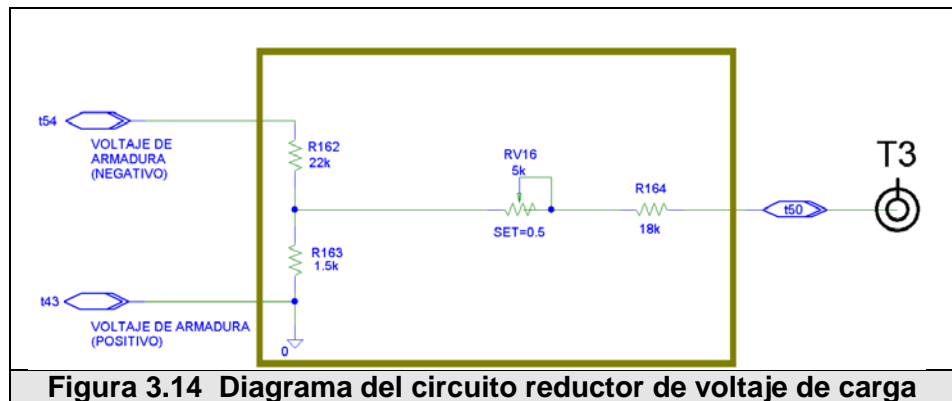 t54
VOLTAJE DE
ARMADURA
(NEGATIVO)
R162
22k
RV16
5k
SET=0.5
R164
18k
t50
T3
R163
1.5k
t43
VOLTAJE DE ARMADURA
(POSITIVO)
0
Figura 3.14 Diagrama del circuito reductor de voltaje de carga